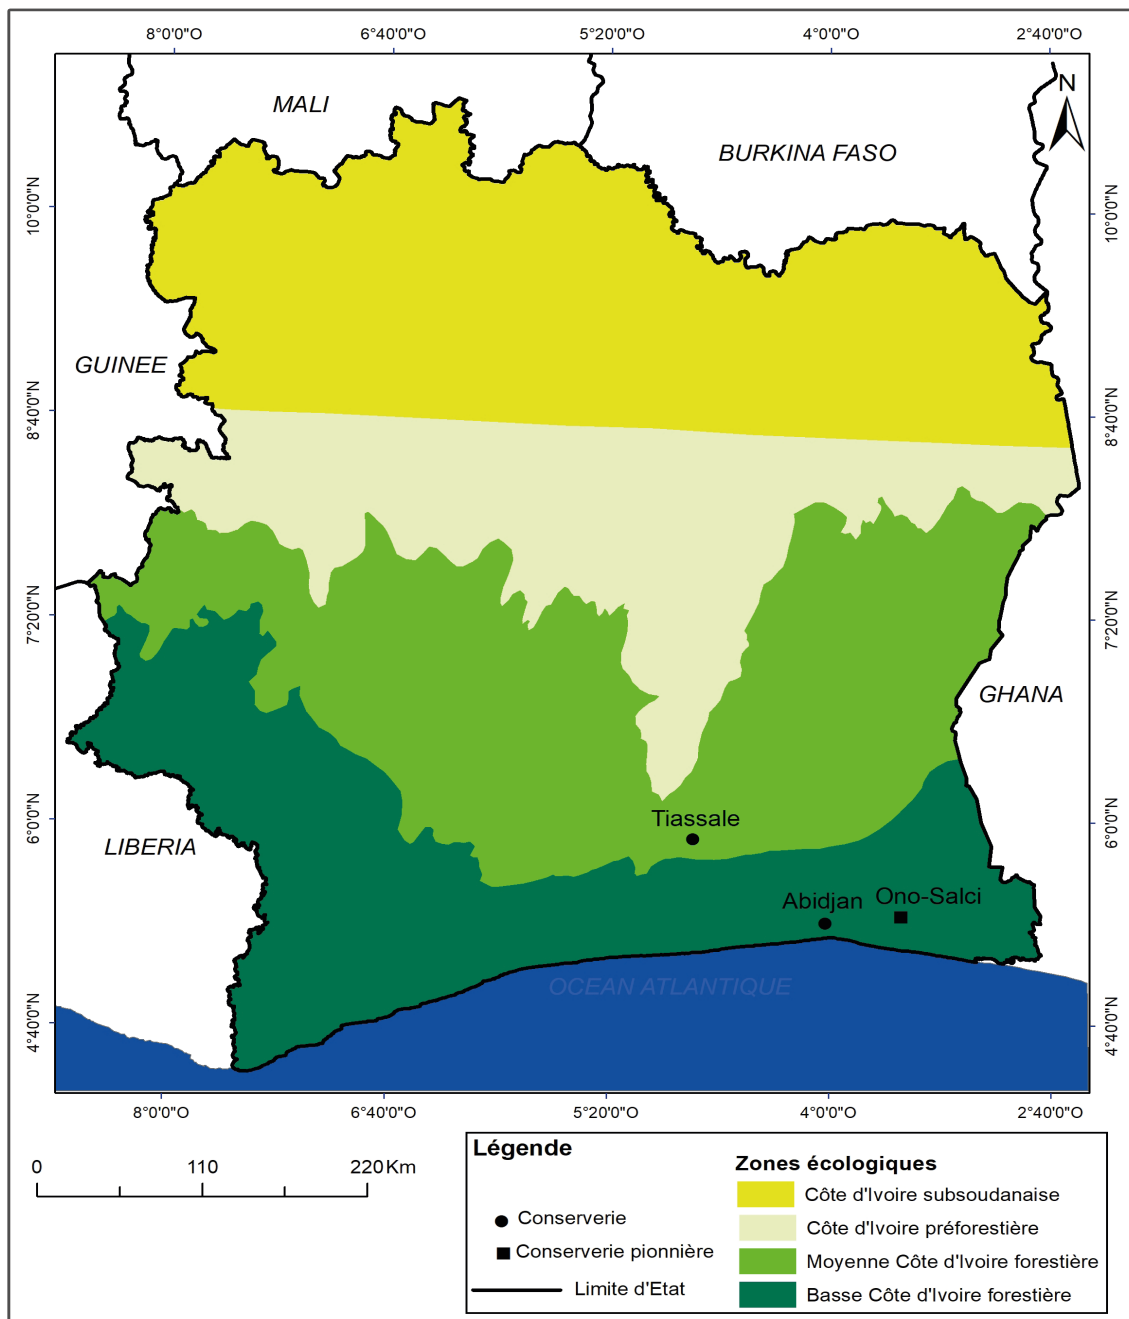 8°0'0"O 6°40'0"O 5°20'0"O 4°0'0"O 2°40'0"O
N
MALI
BURKINA FASO
10°0'0"N 10°0'0"N
GUINEE
8°40'0"N 8°40'0"N
7°20'0"N 7°20'0"N
GHANA
Tiassale
6°0'0"N 6°0'0"N
LIBERIA
Abidjan Ono-Salci
OCEAN ATLANTIQUE
4°40'0"N 4°40'0"N
8°0'0"O 6°40'0"O 5°20'0"O 4°0'0"O 2°40'0"O
0 110 220 Km
Légende
Conserverie
Conserverie pionnière
Limite d'Etat
Zones écologiques
Côte d'Ivoire subsoudanaise
Côte d'Ivoire préforestière
Moyenne Côte d'Ivoire forestière
Basse Côte d'Ivoire forestière